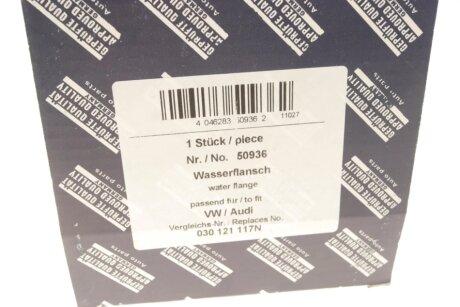 4 046283 50936 2 11027
1 Stück / piece
Nr. / No. 50936
Wasserflansch
water flange
passend für / to fit
VW / Audi
Vergleichs-Nr. / Replaces No.
030 121 117N
GEPRÜFTE QUALITÄT
APPROVED QUALITY
Auto parts